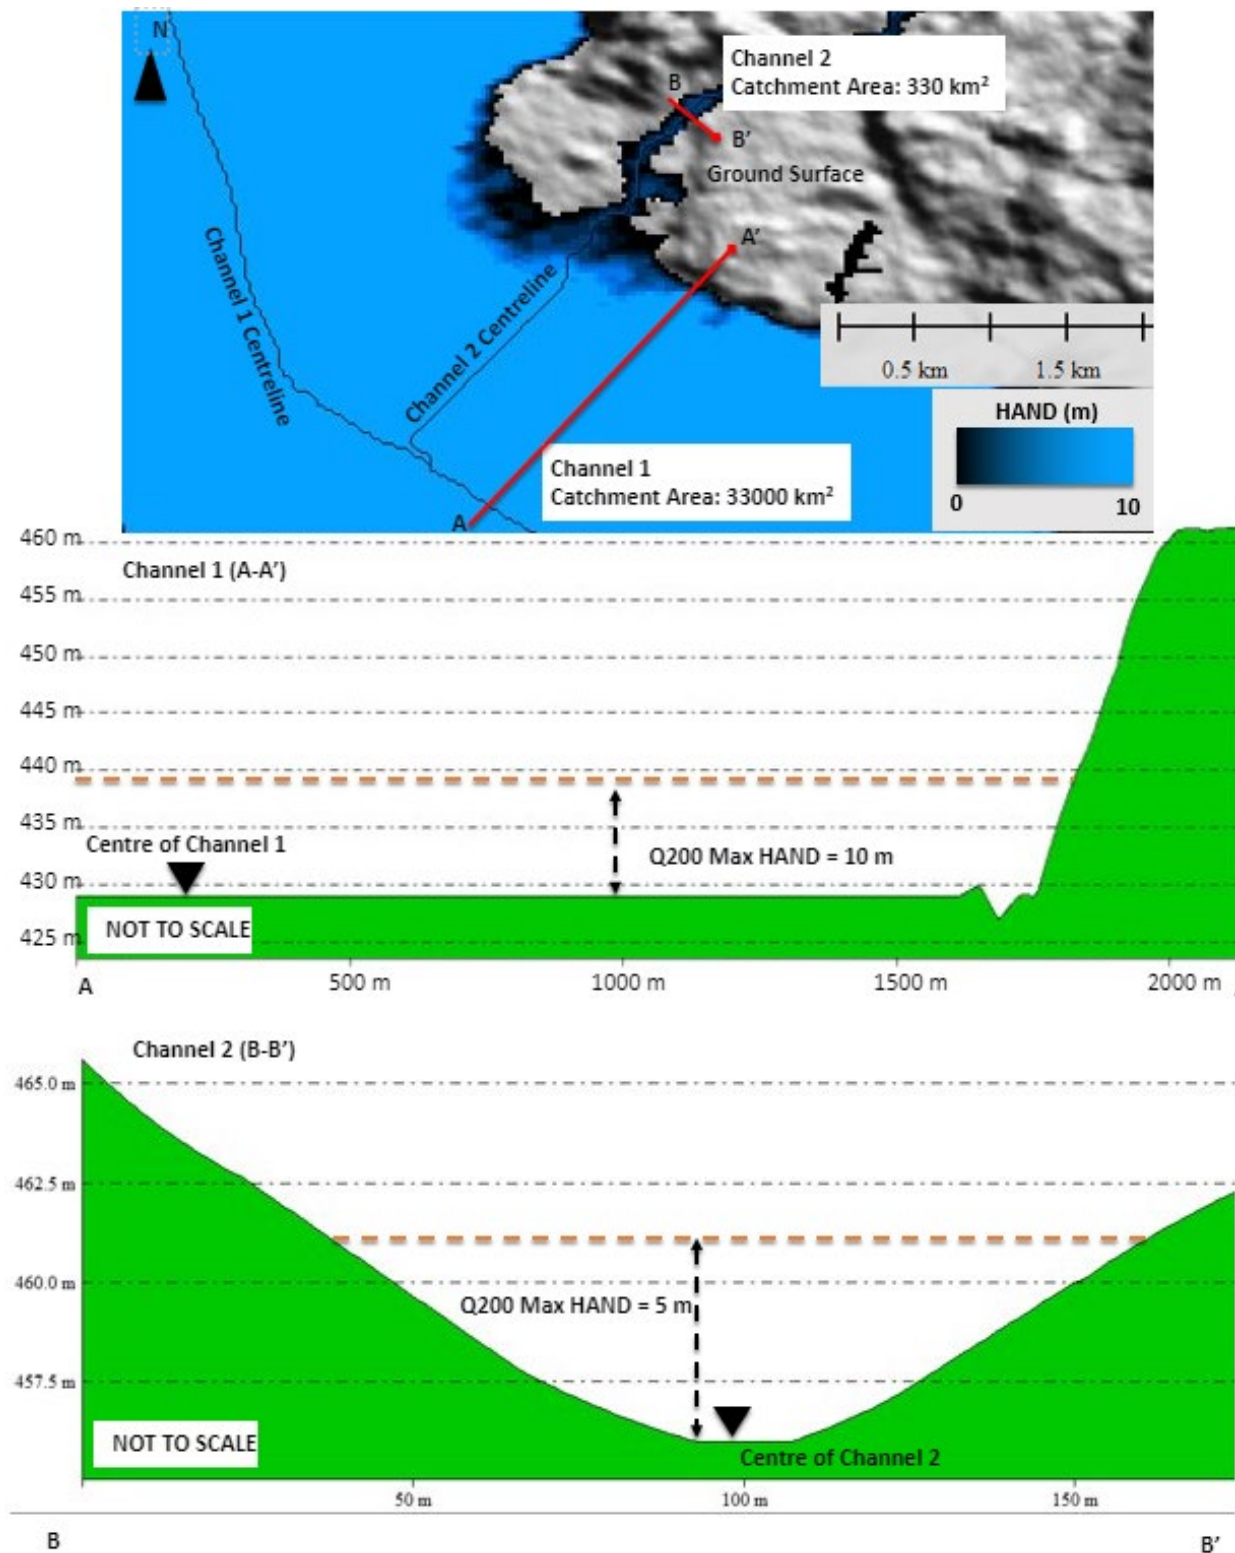 N
Channel 2
Catchment Area: 330 km²
B
B'
Ground Surface
A'
Channel 1 Centreline
Channel 2 Centreline
0.5 km 1.5 km
HAND (m)
0 10
Channel 1
Catchment Area: 33000 km²
A
460 m
Channel 1 (A-A')
455 m
450 m
445 m
440 m
435 m
Centre of Channel 1
Q200 Max HAND = 10 m
430 m
NOT TO SCALE
425 m
A 500 m 1000 m 1500 m 2000 m
Channel 2 (B-B')
465.0 m
462.5 m
460.0 m
Q200 Max HAND = 5 m
457.5 m
NOT TO SCALE
Centre of Channel 2
50 m 100 m 150 m
B B'